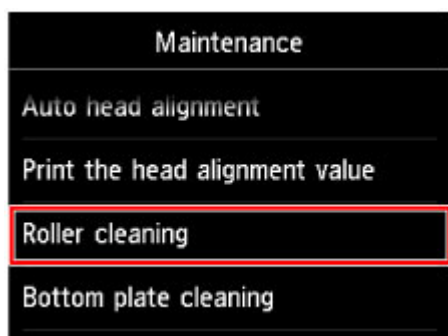 Maintenance
Auto head alignment
Print the head alignment value
Roller cleaning
Bottom plate cleaning